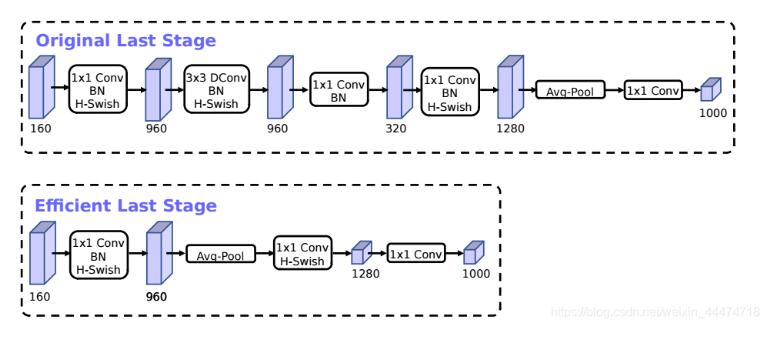 Original Last Stage
1x1 Conv
BN
H-Swish
3x3 DConv
BN
H-Swish
1x1 Conv
BN
1x1 Conv
BN
H-Swish
Avg-Pool
1x1 Conv
160
960
960
320
1280
1000
Efficient Last Stage
1x1 Conv
BN
H-Swish
Avg-Pool
1x1 Conv
H-Swish
1x1 Conv
160
960
1280
1000
https://blog.csdn.net/weixin_44474718